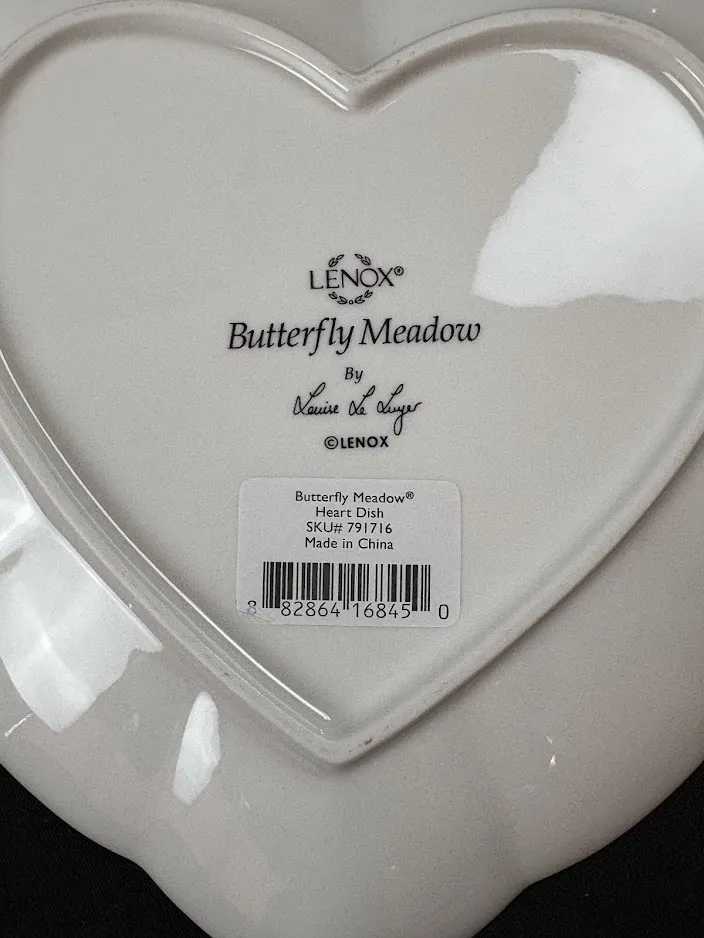 LENOX®
Butterfly Meadow
By
Louise Le Luyer
©LENOX
Butterfly Meadow®
Heart Dish
SKU# 791716
Made in China
8 82864 16845 0